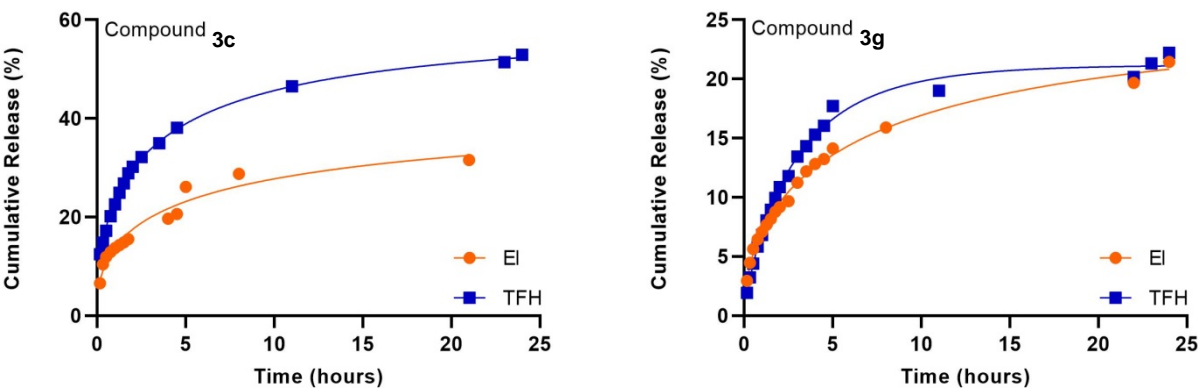 Compound 3c
Cumulative Release (%)
60
40
20
0
0 5 10 15 20 25
Time (hours)
EI
TFH
Compound 3g
Cumulative Release (%)
25
20
15
10
5
0
0 5 10 15 20 25
Time (hours)
EI
TFH